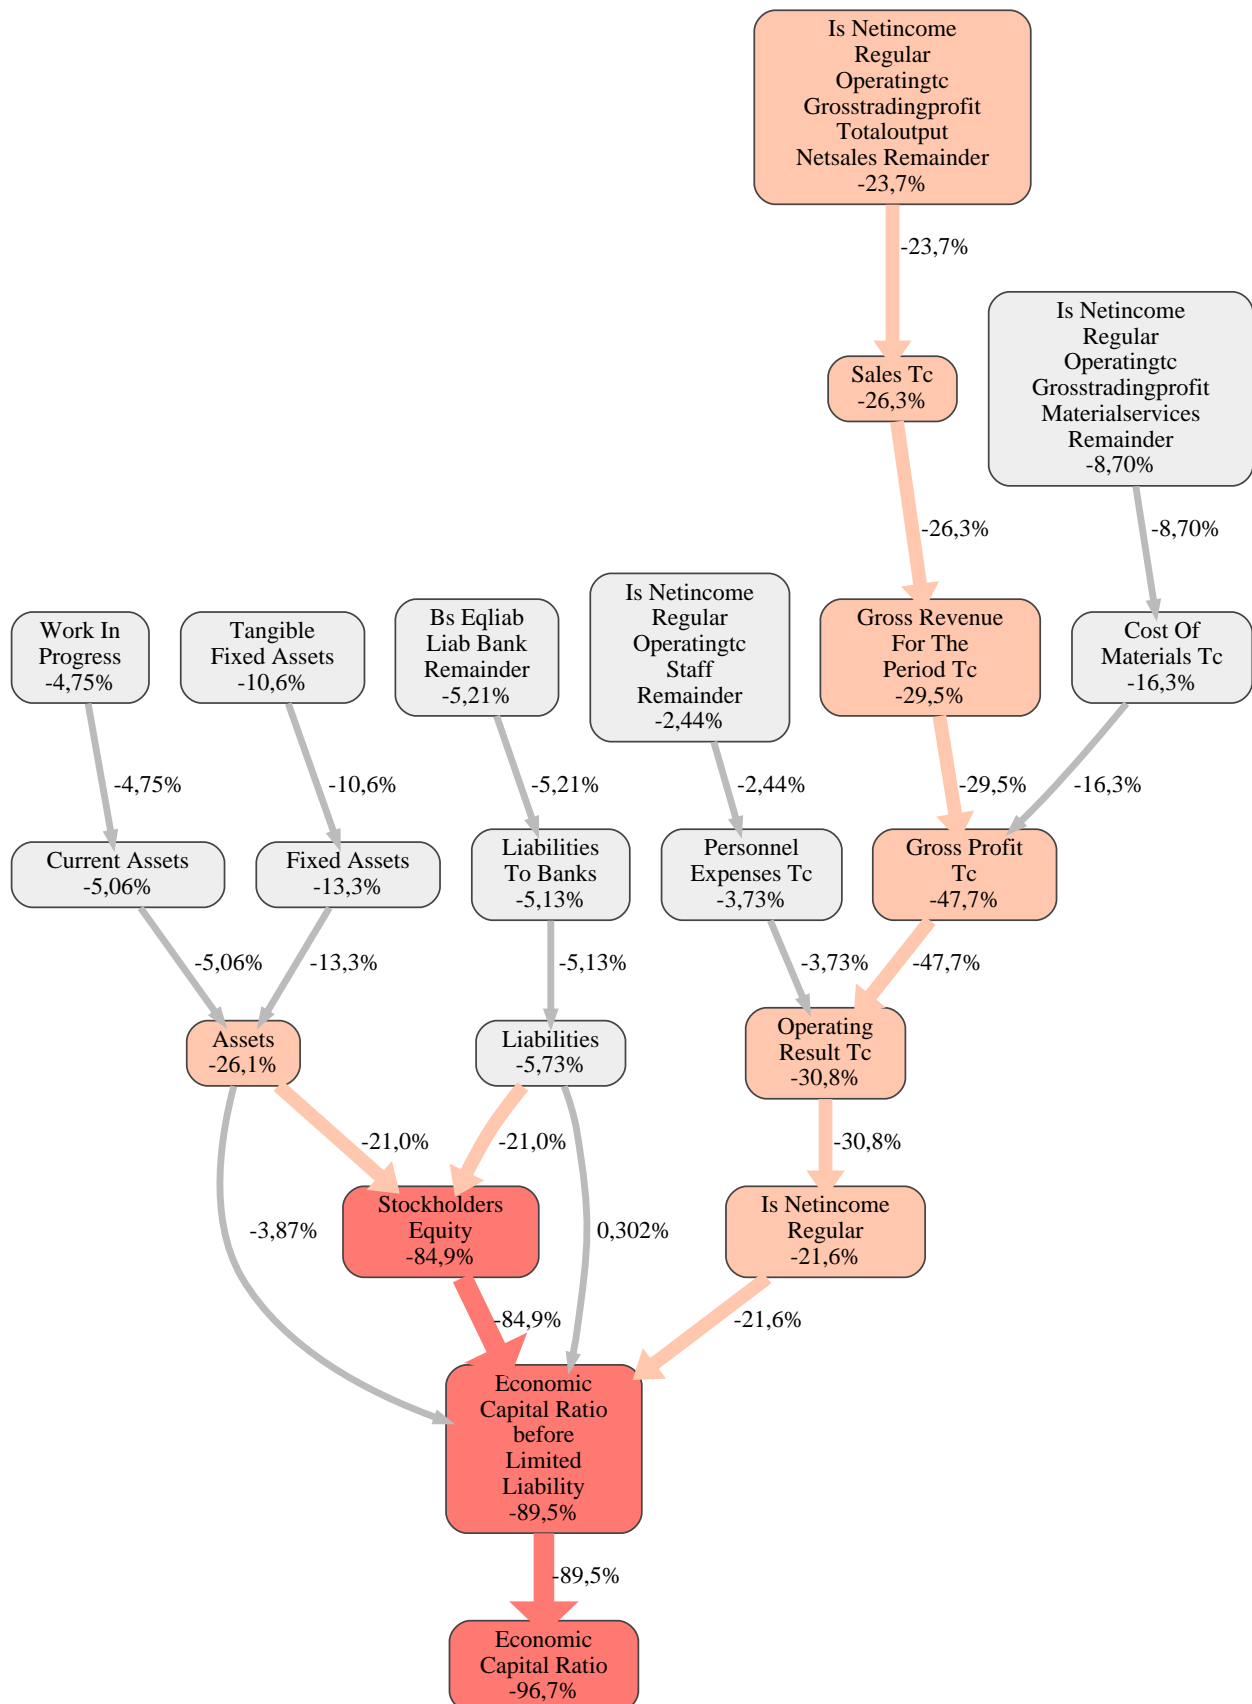 Is Netincome
Regular
Operatingtc
Grosstradingprofit
Totaloutput
Netsales Remainder
-23,7%
-23,7%
Is Netincome
Regular
Operatingtc
Grosstradingprofit
Materialservices
Remainder
-8,70%
Sales Tc
-26,3%
-26,3%
-8,70%
Work In
Progress
-4,75%
Tangible
Fixed Assets
-10,6%
Bs Eqliab
Liab Bank
Remainder
-5,21%
Is Netincome
Regular
Operatingtc
Staff
Remainder
-2,44%
Gross Revenue
For The
Period Tc
-29,5%
Cost Of
Materials Tc
-16,3%
-4,75%
-10,6%
-5,21%
-2,44%
-29,5%
-16,3%
Current Assets
-5,06%
Fixed Assets
-13,3%
Liabilities
To Banks
-5,13%
Personnel
Expenses Tc
-3,73%
Gross Profit
Tc
-47,7%
-5,06%
-13,3%
-5,13%
-3,73%
-47,7%
Assets
-26,1%
Liabilities
-5,73%
Operating
Result Tc
-30,8%
-21,0%
-21,0%
-30,8%
-3,87%
Stockholders
Equity
-84,9%
0,302%
Is Netincome
Regular
-21,6%
-84,9%
-21,6%
Economic
Capital Ratio
before
Limited
Liability
-89,5%
-89,5%
Economic
Capital Ratio
-96,7%